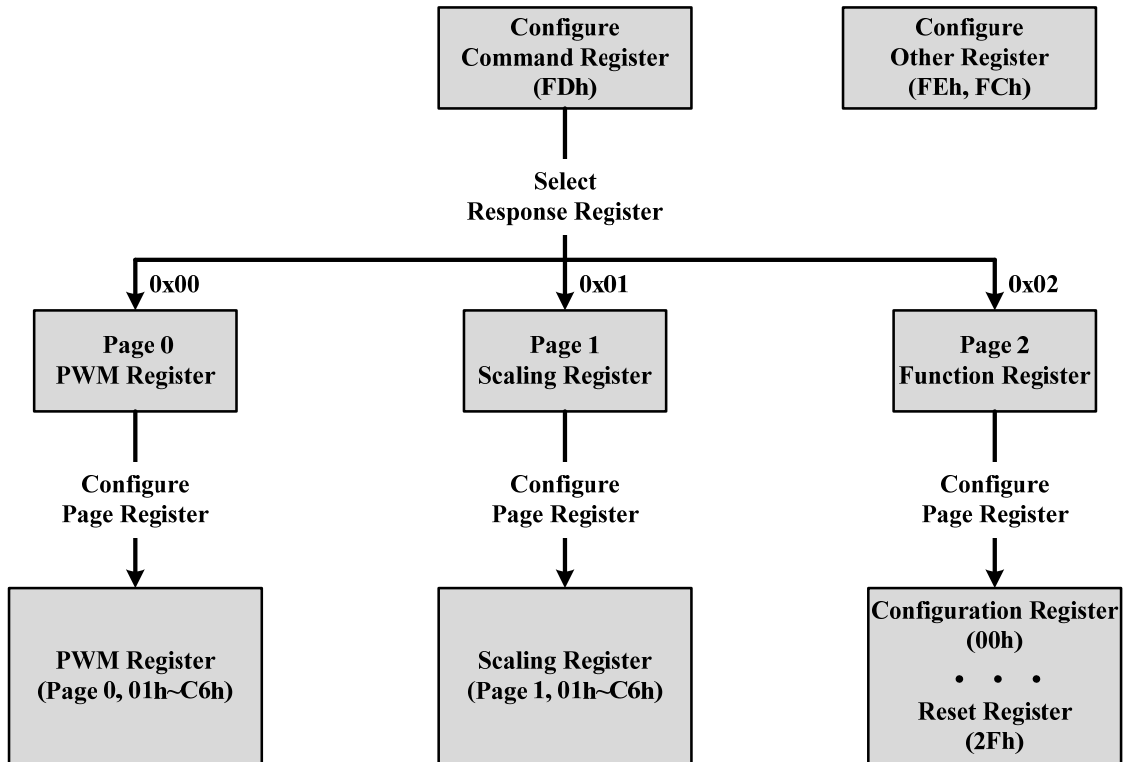 Configure
Command Register
(FDh)
Configure
Other Register
(FEh, FCh)
Select
Response Register
0x00
0x01
0x02
Page 0
PWM Register
Page 1
Scaling Register
Page 2
Function Register
Configure
Page Register
Configure
Page Register
Configure
Page Register
PWM Register
(Page 0, 01h~C6h)
Scaling Register
(Page 1, 01h~C6h)
Configuration Register
(00h)
• • •
Reset Register
(2Fh)